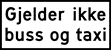 Gjelder ikke
buss og taxi